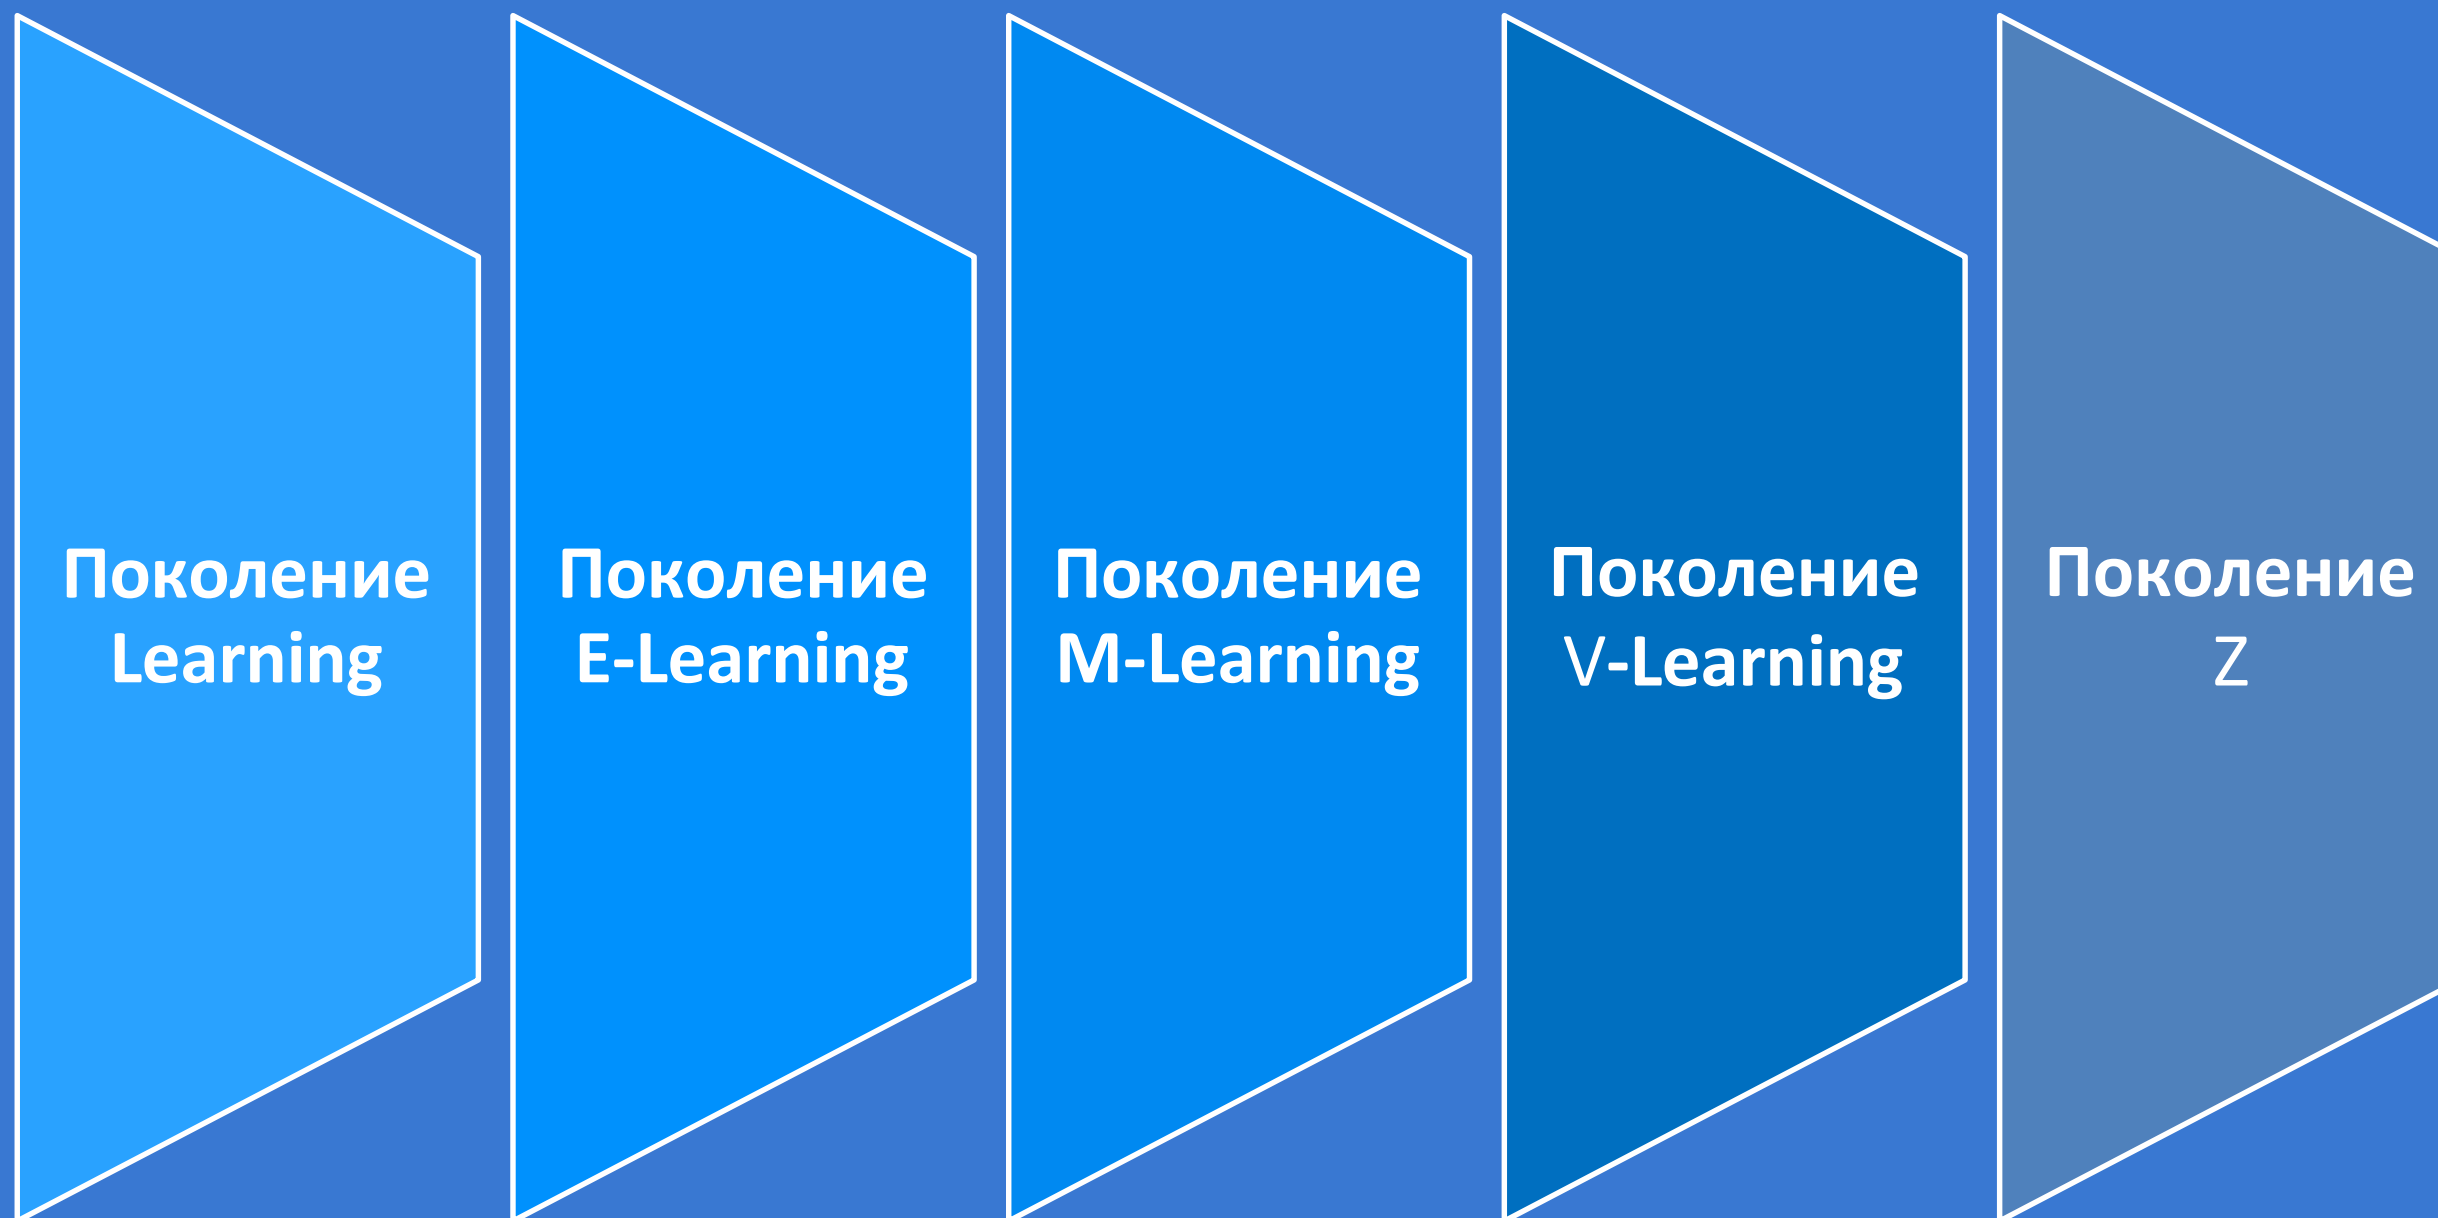 Поколение
Learning
Поколение
E-Learning
Поколение
M-Learning
Поколение
V-Learning
Поколение
Z